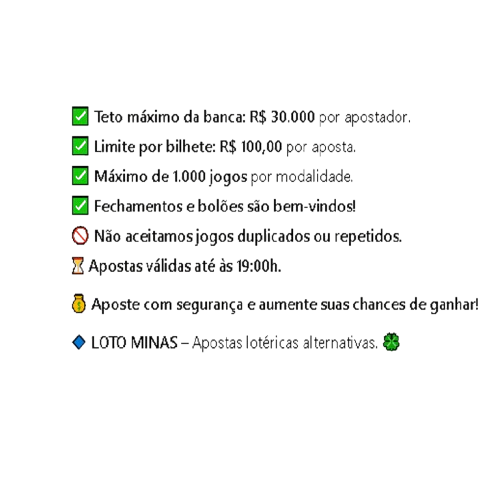 ✅ Teto máximo da banca: R$ 30.000 por apostador.
✅ Limite por bilhete: R$ 100,00 por aposta.
✅ Máximo de 1.000 jogos por modalidade.
✅ Fechamentos e bolões são bem-vindos!
🚫 Não aceitamos jogos duplicados ou repetidos.
⏳ Apostas válidas até às 19:00h.
💰 Aposte com segurança e aumente suas chances de ganhar!
🔷 LOTO MINAS – Apostas lotéricas alternativas. 🍀